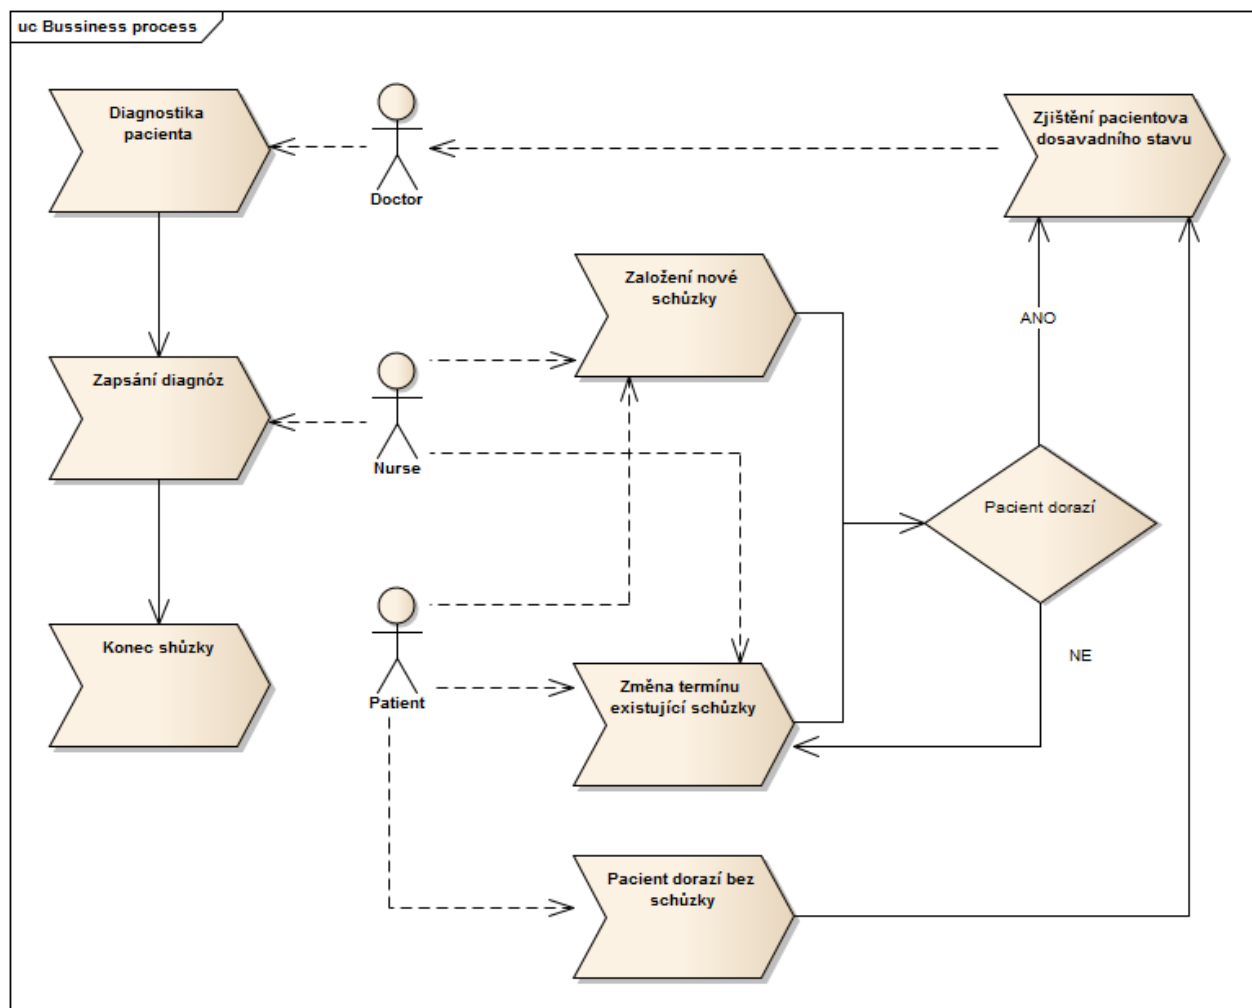 uc Bussiness process
Diagnostika
pacienta
Doctor
Zjištění pacientova
dosavadního stavu
Založení nové
schůzky
ANO
Zapsání diagnóz
Nurse
Pacient dorazí
Konec shůzky
Patient
Změna termínu
existující schůzky
NE
Pacient dorazí bez
schůzky